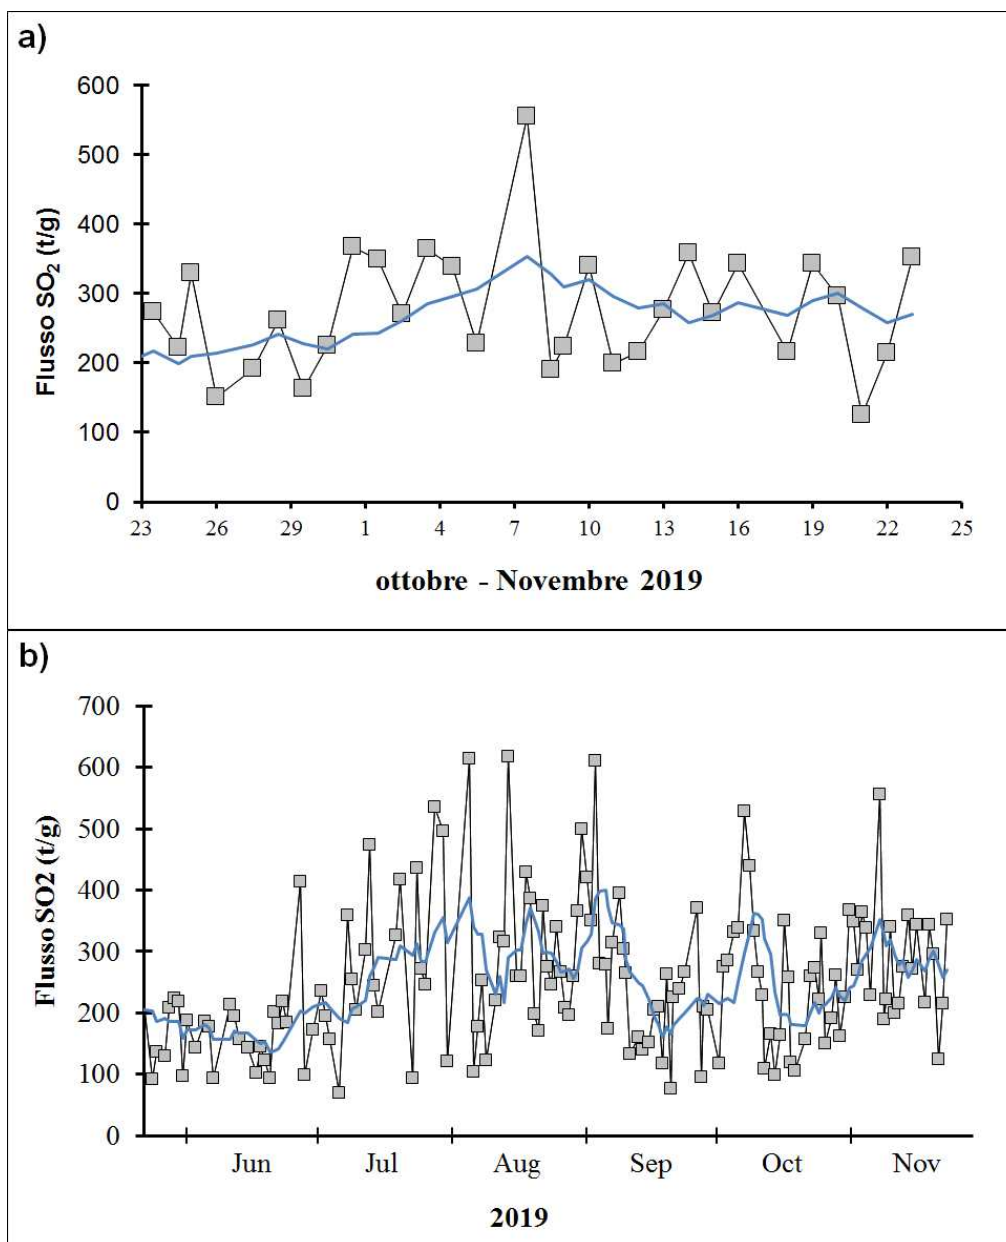 a)
600
500
400
300
200
100
0
Flusso SO₂ (t/g)
23 26 29 1 4 7 10 13 16 19 22 25
ottobre - Novembre 2019
b)
700
600
500
400
300
200
100
0
Flusso SO2 (t/g)
Jun Jul Aug Sep Oct Nov
2019